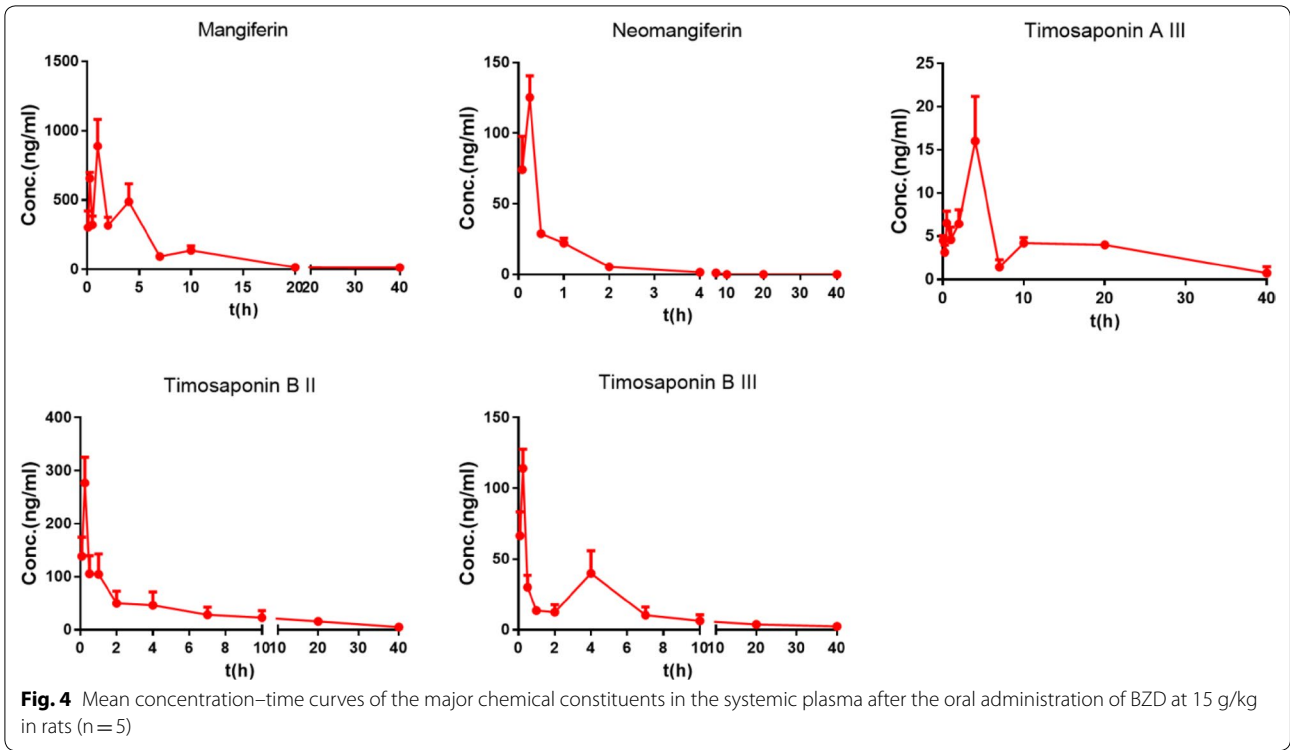 Mangiferin
Conc.(ng/ml)
1500
1000
500
0
0 5 10 15 20 20 30 40
t(h)
Neomangiferin
Conc.(ng/ml)
150
100
50
0
0 1 2 3 4 10 20 30 40
t(h)
Timosaponin A III
Conc.(ng/ml)
25
20
15
10
5
0
0 10 20 30 40
t(h)
Timosaponin B II
Conc.(ng/ml)
400
300
200
100
0
0 2 4 6 8 10 10 20 30 40
t(h)
Timosaponin B III
Conc.(ng/ml)
150
100
50
0
0 2 4 6 8 10 10 20 30 40
t(h)
Fig. 4 Mean concentration–time curves of the major chemical constituents in the systemic plasma after the oral administration of BZD at 15 g/kg
in rats (n = 5)